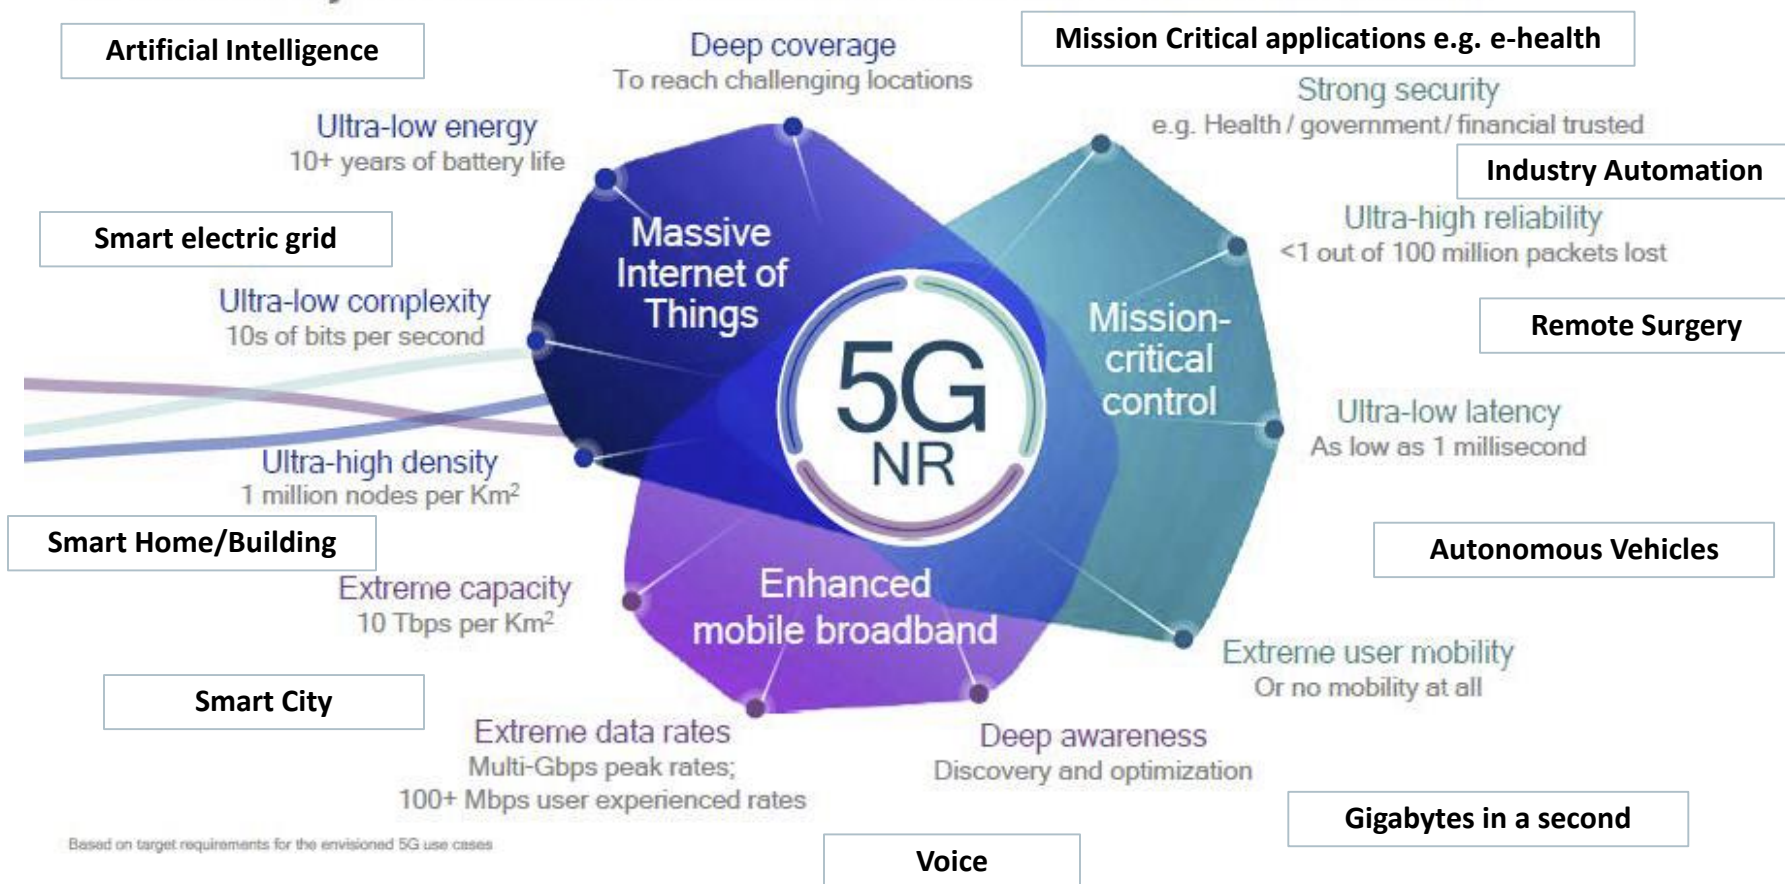 Artificial Intelligence
Deep coverage
To reach challenging locations
Mission Critical applications e.g. e-health
Strong security
e.g. Health / government / financial trusted
Ultra-low energy
10+ years of battery life
Industry Automation
Ultra-high reliability
<1 out of 100 million packets lost
Smart electric grid
Massive
Internet of
Things
Ultra-low complexity
10s of bits per second
Mission-
critical
control
Remote Surgery
5G
NR
Ultra-low latency
As low as 1 millisecond
Ultra-high density
1 million nodes per Km²
Smart Home/Building
Autonomous Vehicles
Extreme capacity
10 Tbps per Km²
Enhanced
mobile broadband
Extreme user mobility
Or no mobility at all
Smart City
Extreme data rates
Multi-Gbps peak rates;
100+ Mbps user experienced rates
Deep awareness
Discovery and optimization
Gigabytes in a second
Based on target requirements for the envisioned 5G use cases
Voice